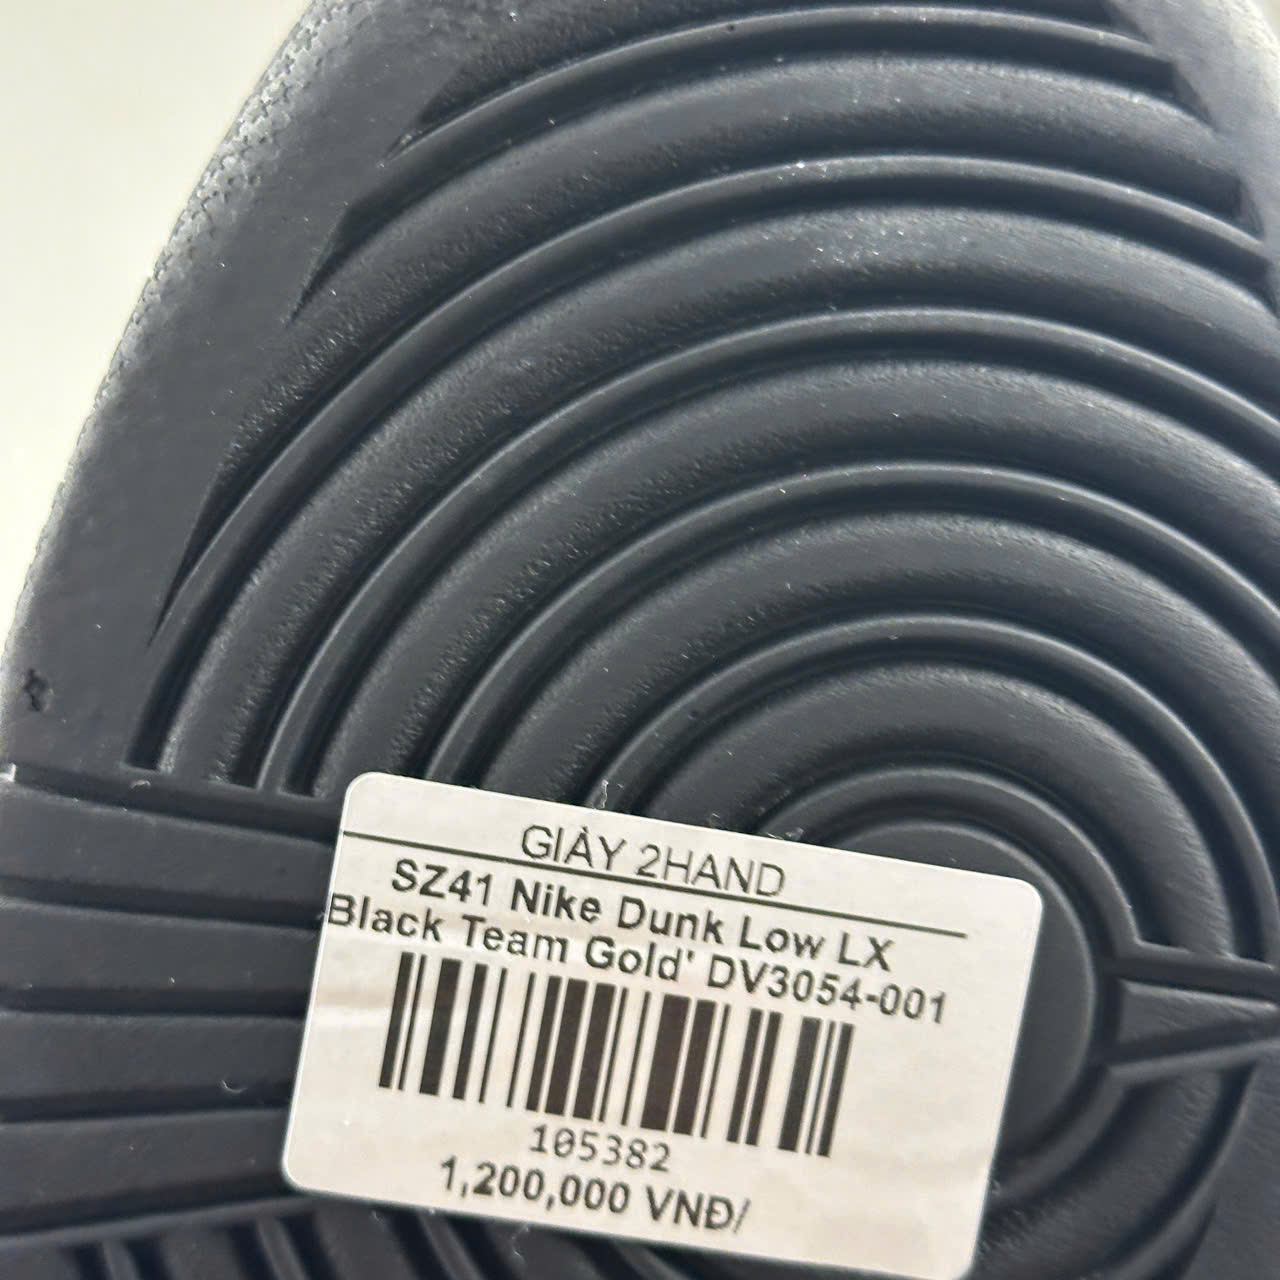 GIÀY 2HAND
SZ41 Nike Dunk Low LX
Black Team Gold' DV3054-001
105382
1,200,000 VNĐ/